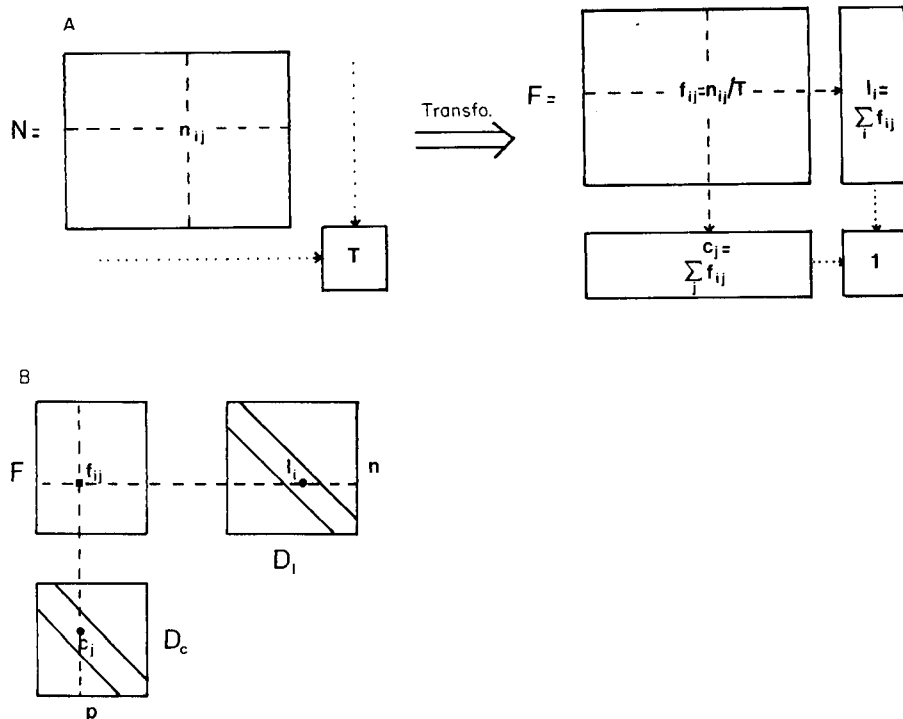 A
N=
n_ij
T
Transfo.
F=
f_ij=n_ij/T
l_i=
∑_i f_ij
c_j=
∑_j f_ij
1
B
F
f_ij
l_i
n
D_l
c_j
D_c
p